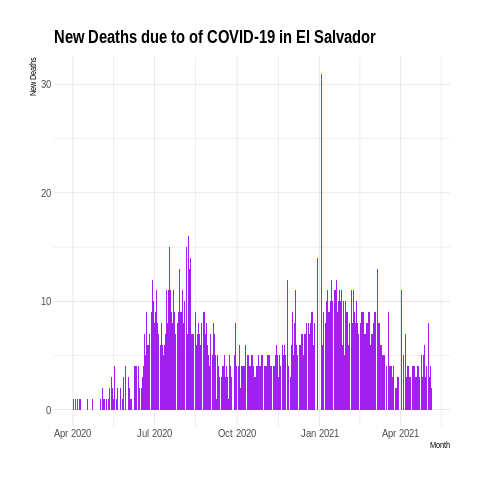 New Deaths due to of COVID-19 in El Salvador
New Deaths
30
20
10
0
Apr 2020 Jul 2020 Oct 2020 Jan 2021 Apr 2021
Month